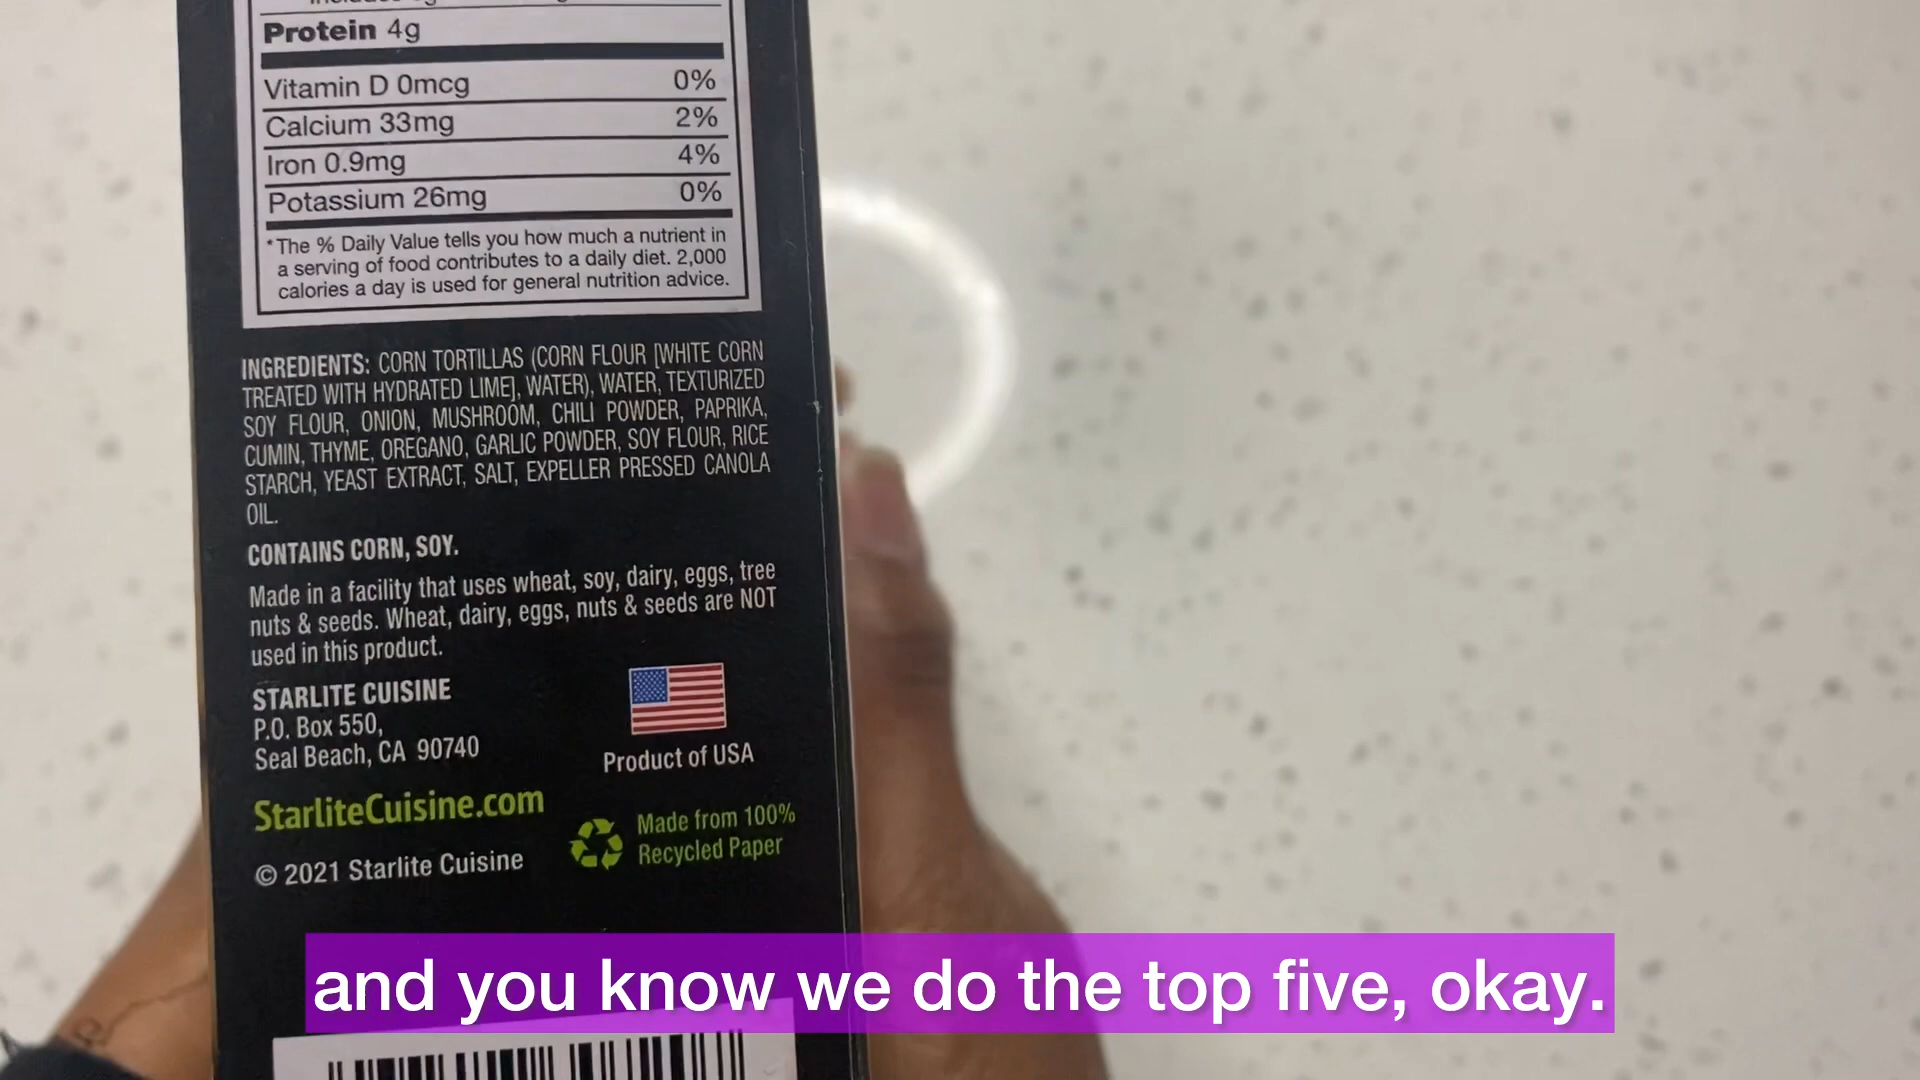 Protein 4g
Vitamin D 0mcg 0%
Calcium 33mg 2%
Iron 0.9mg 4%
Potassium 26mg 0%
*The % Daily Value tells you how much a nutrient in
a serving of food contributes to a daily diet. 2,000
calories a day is used for general nutrition advice.
INGREDIENTS: CORN TORTILLAS (CORN FLOUR [WHITE CORN
TREATED WITH HYDRATED LIME], WATER), WATER, TEXTURIZED
SOY FLOUR, ONION, MUSHROOM, CHILI POWDER, PAPRIKA,
CUMIN, THYME, OREGANO, GARLIC POWDER, SOY FLOUR, RICE
STARCH, YEAST EXTRACT, SALT, EXPELLER PRESSED CANOLA
OIL.
CONTAINS CORN, SOY.
Made in a facility that uses wheat, soy, dairy, eggs, tree
nuts & seeds. Wheat, dairy, eggs, nuts & seeds are NOT
used in this product.
STARLITE CUISINE
P.O. Box 550,
Seal Beach, CA 90740
Product of USA
StarliteCuisine.com
Made from 100%
Recycled Paper
© 2021 Starlite Cuisine
and you know we do the top five, okay.